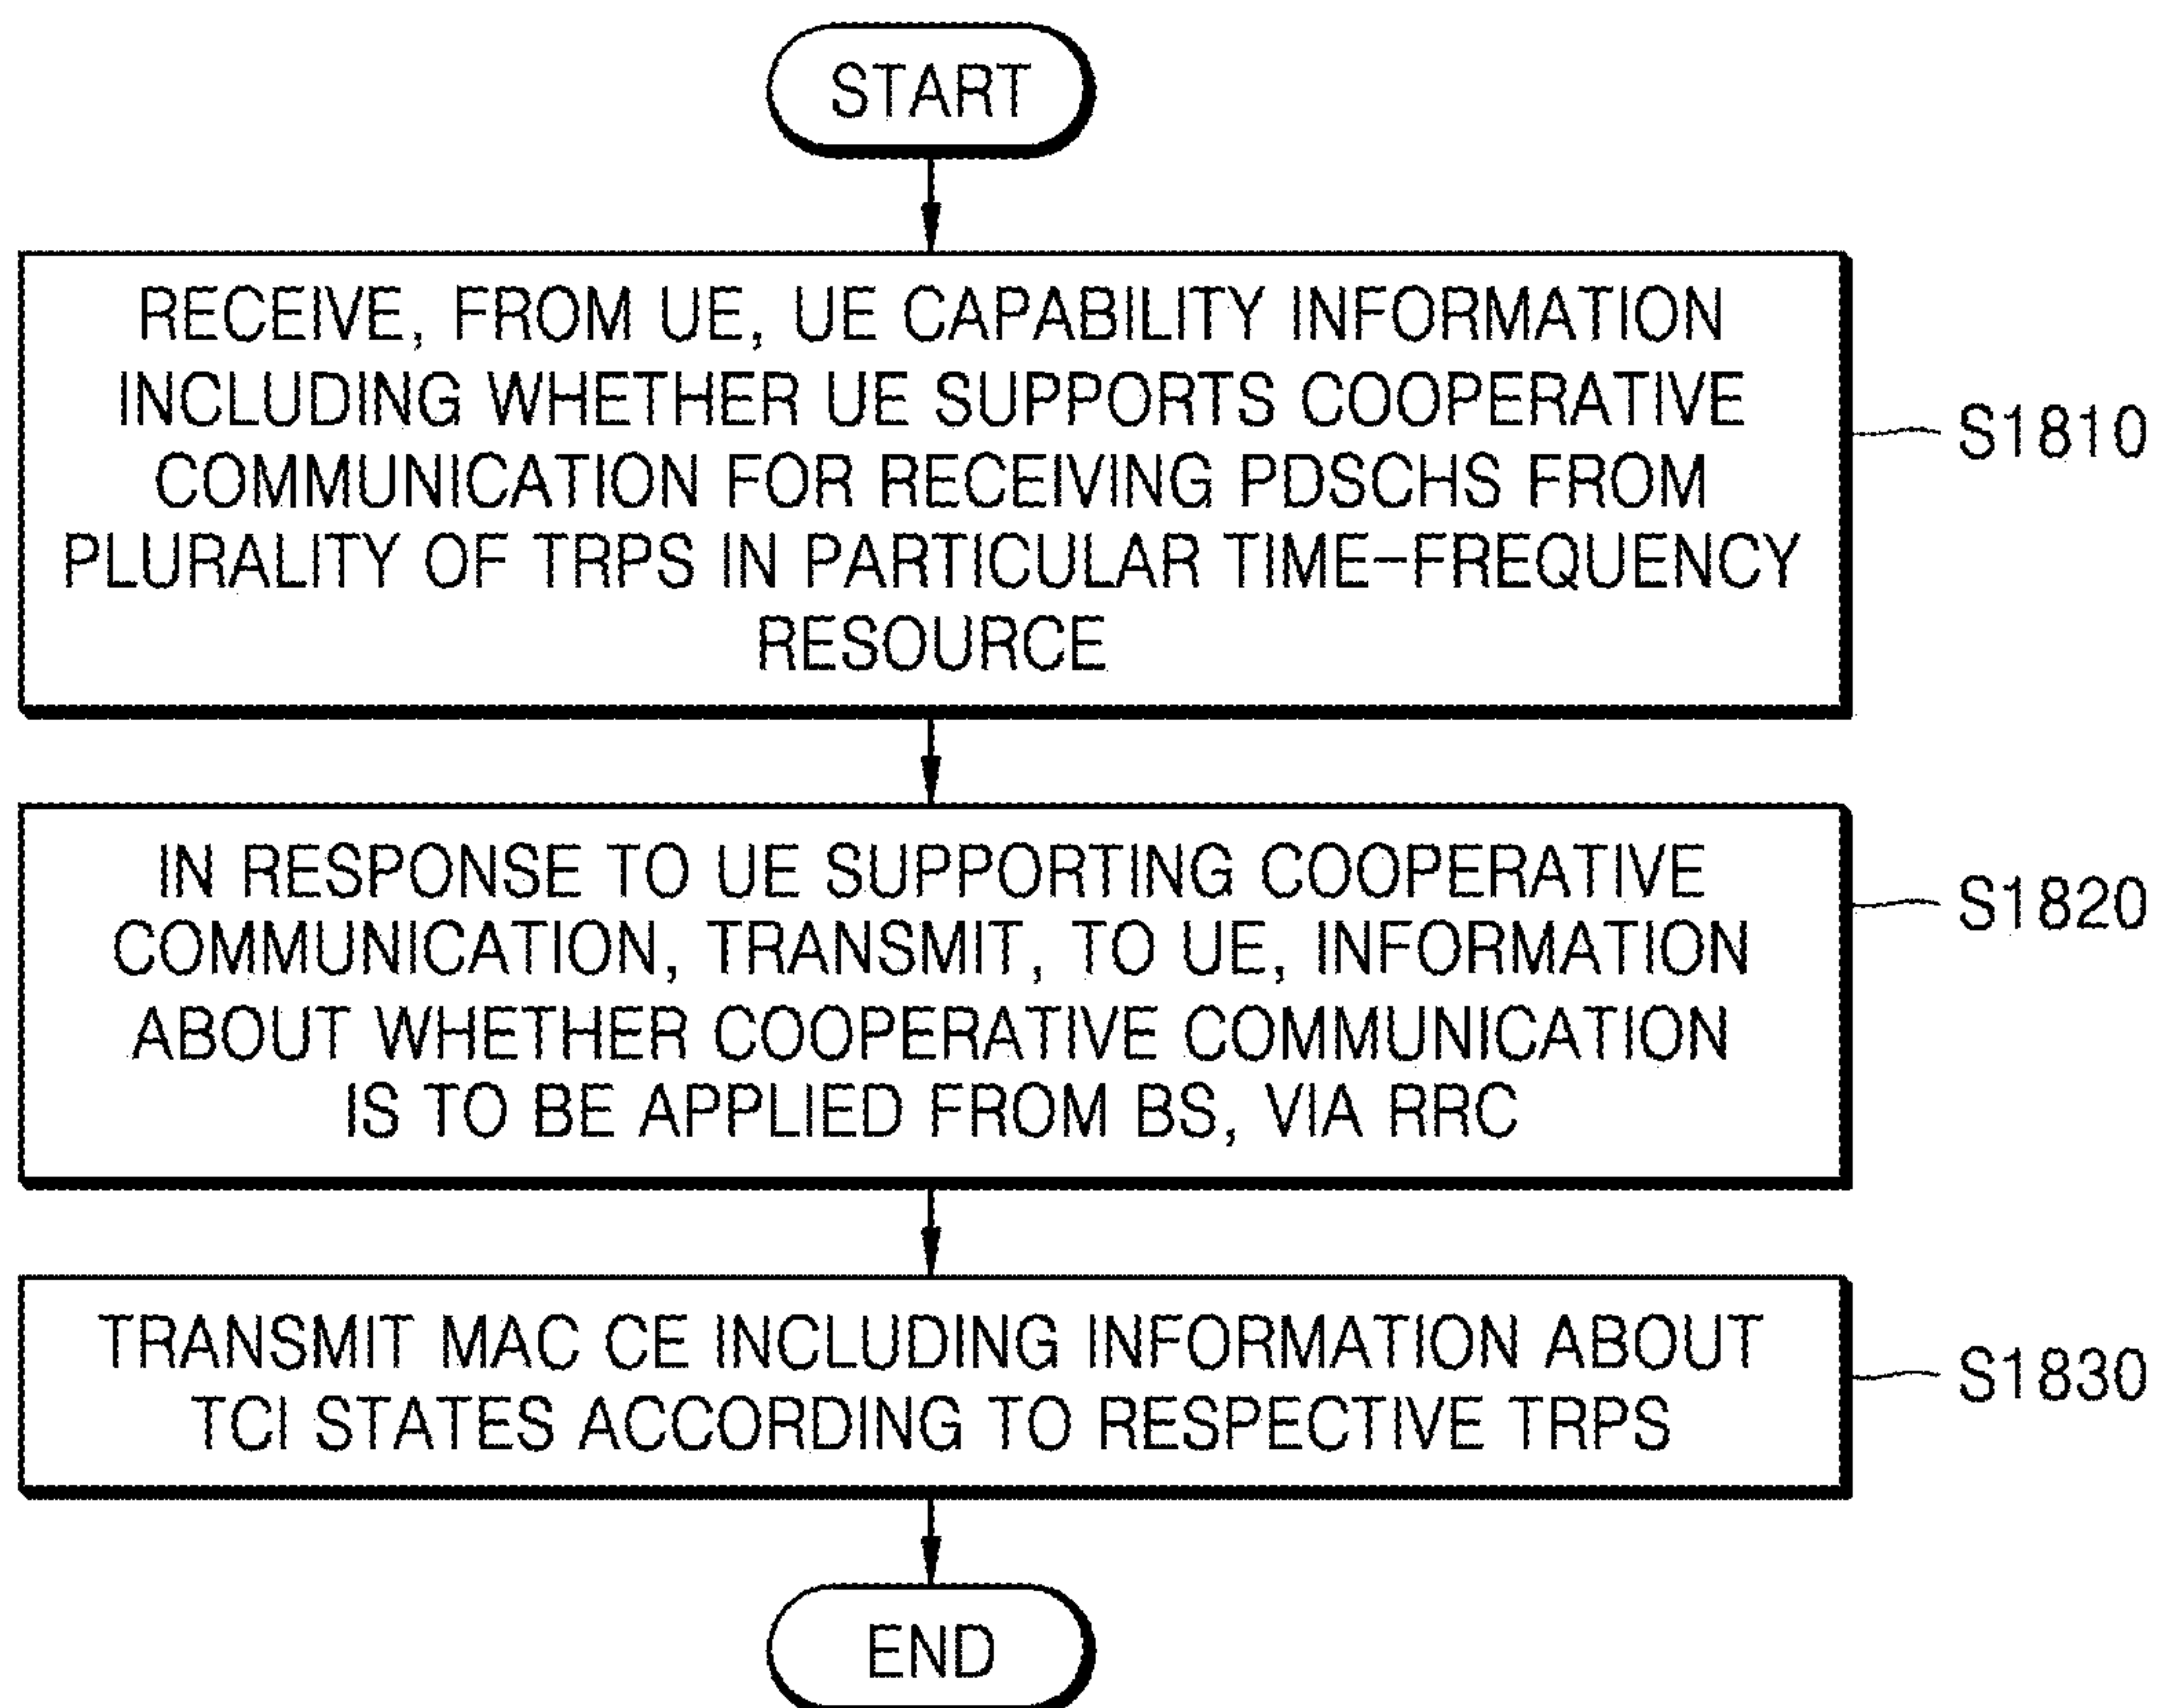 START
RECEIVE, FROM UE, UE CAPABILITY INFORMATION
INCLUDING WHETHER UE SUPPORTS COOPERATIVE
COMMUNICATION FOR RECEIVING PDSCHS FROM
PLURALITY OF TRPS IN PARTICULAR TIME-FREQUENCY
RESOURCE
S1810
IN RESPONSE TO UE SUPPORTING COOPERATIVE
COMMUNICATION, TRANSMIT, TO UE, INFORMATION
ABOUT WHETHER COOPERATIVE COMMUNICATION
IS TO BE APPLIED FROM BS, VIA RRC
S1820
TRANSMIT MAC CE INCLUDING INFORMATION ABOUT
TCI STATES ACCORDING TO RESPECTIVE TRPS
S1830
END